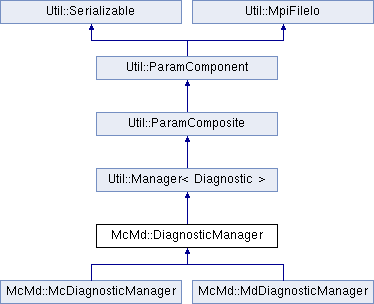 Util::Serializable
Util::MpiFileIo
Util::ParamComponent
Util::ParamComposite
Util::Manager< Diagnostic >
McMd::DiagnosticManager
McMd::McDiagnosticManager
McMd::MdDiagnosticManager